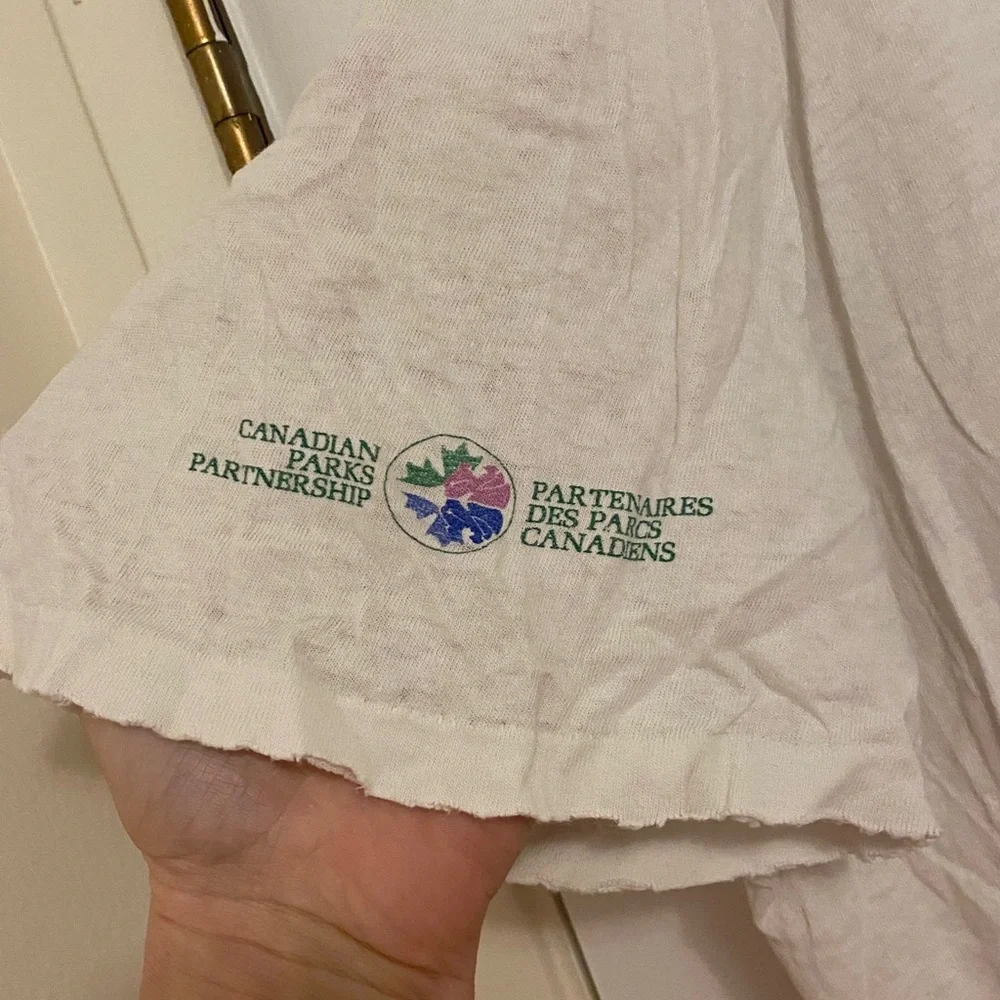 CANADIAN
PARKS
PARTNERSHIP
PARTENAIRES
DES PARCS
CANADIENS